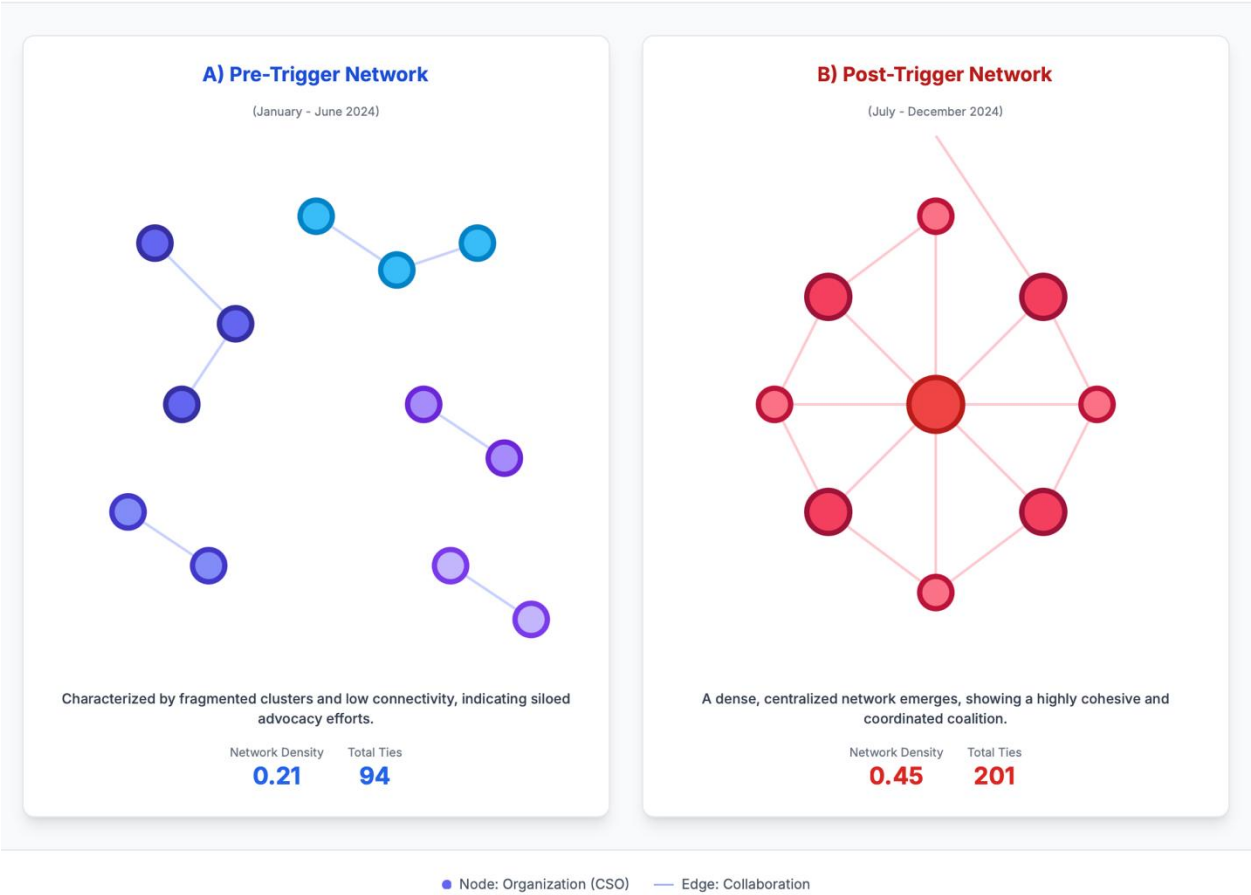 A) Pre-Trigger Network
(January - June 2024)
Characterized by fragmented clusters and low connectivity, indicating siloed
advocacy efforts.
Network Density Total Ties
0.21 94
B) Post-Trigger Network
(July - December 2024)
A dense, centralized network emerges, showing a highly cohesive and
coordinated coalition.
Network Density Total Ties
0.45 201
Node: Organization (CSO) Edge: Collaboration